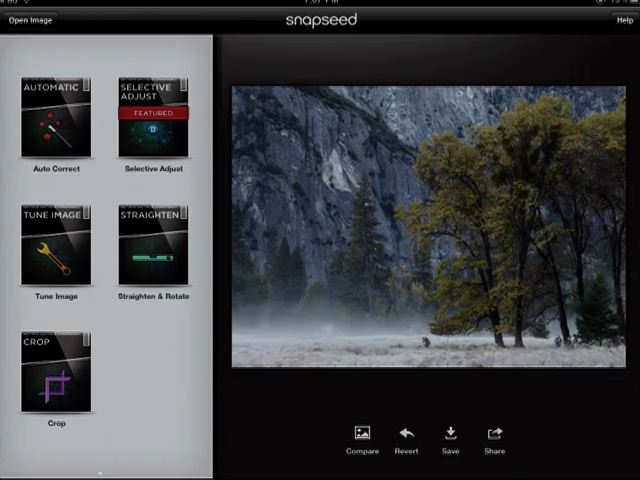 Open Image
snapseed
Help
AUTOMATIC
SELECTIVE
ADJUST
FEATURED
Auto Correct
Selective Adjust
TUNE IMAGE
STRAIGHTEN
Tune Image
Straighten & Rotate
CROP
Crop
Compare
Revert
Save
Share